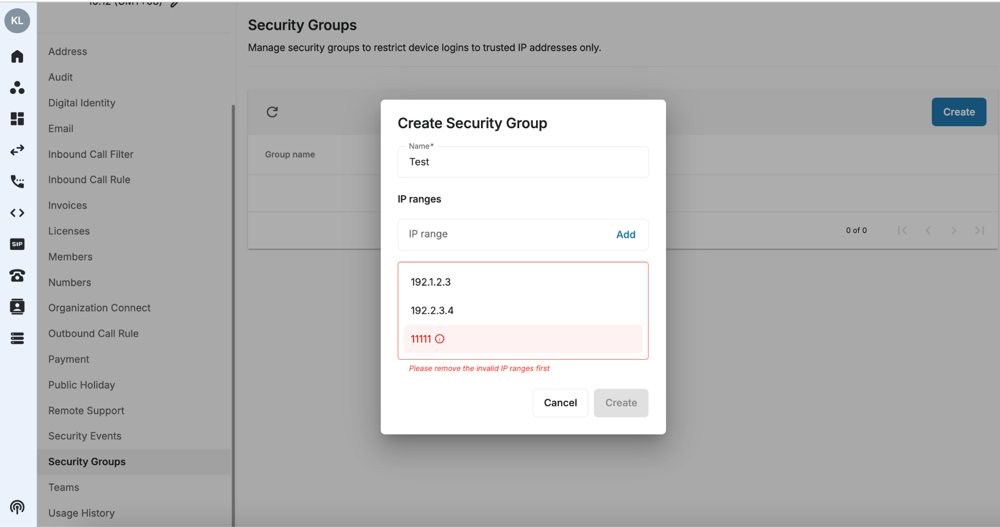 KL
Address
Audit
Digital Identity
Email
Inbound Call Filter
Inbound Call Rule
Invoices
Licenses
SIP
Members
Numbers
Organization Connect
Outbound Call Rule
Payment
Public Holiday
Remote Support
Security Events
Security Groups
Teams
Usage History
Security Groups
Manage security groups to restrict device logins to trusted IP addresses only.
Create
Group name
0 of 0
Create Security Group
Name*
Test
IP ranges
IP range Add
192.1.2.3
192.2.3.4
11111
Please remove the invalid IP ranges first
Cancel Create